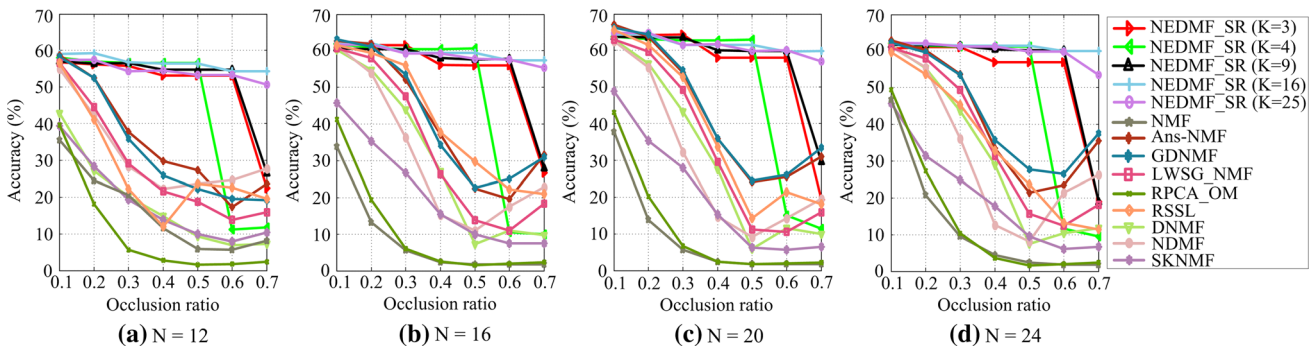 Accuracy (%)
70
60
50
40
30
20
10
0
0.1 0.2 0.3 0.4 0.5 0.6 0.7
Occlusion ratio
(a) N = 12
Accuracy (%)
70
60
50
40
30
20
10
0
0.1 0.2 0.3 0.4 0.5 0.6 0.7
Occlusion ratio
(b) N = 16
Accuracy (%)
70
60
50
40
30
20
10
0
0.1 0.2 0.3 0.4 0.5 0.6 0.7
Occlusion ratio
(c) N = 20
Accuracy (%)
70
60
50
40
30
20
10
0
0.1 0.2 0.3 0.4 0.5 0.6 0.7
Occlusion ratio
(d) N = 24
NEDMF_SR (K=3)
NEDMF_SR (K=4)
NEDMF_SR (K=9)
NEDMF_SR (K=16)
NEDMF_SR (K=25)
NMF
Ans-NMF
GDNMF
LWSG_NMF
RPCA_OM
RSSL
DNMF
NDMF
SKNMF